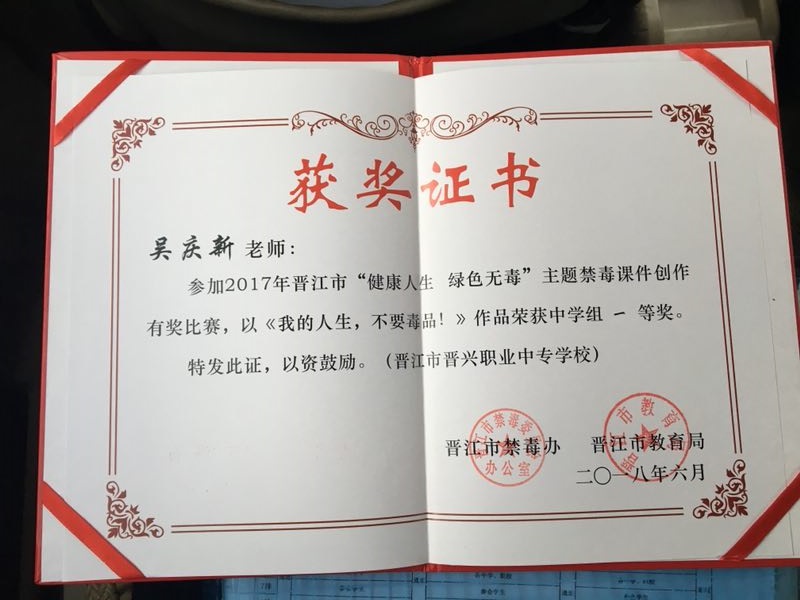 获奖证书
吴庆新 老师：
参加2017年晋江市“健康人生 绿色无毒”主题禁毒课件创作
有奖比赛，以《我的人生，不要毒品！》作品荣获中学组 一 等奖。
特发此证，以资鼓励。（晋江市晋兴职业中专学校）
晋江市禁毒办 晋江市教育局
二〇一八年六月
办公室